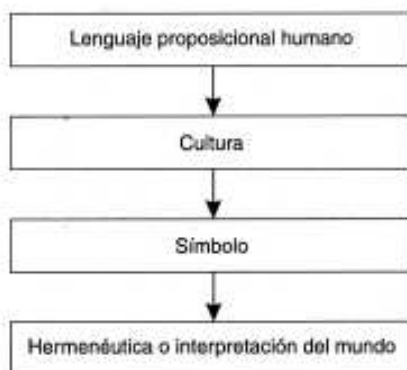 Lenguaje proposicional humano
Cultura
Símbolo
Hermenéutica o interpretación del mundo